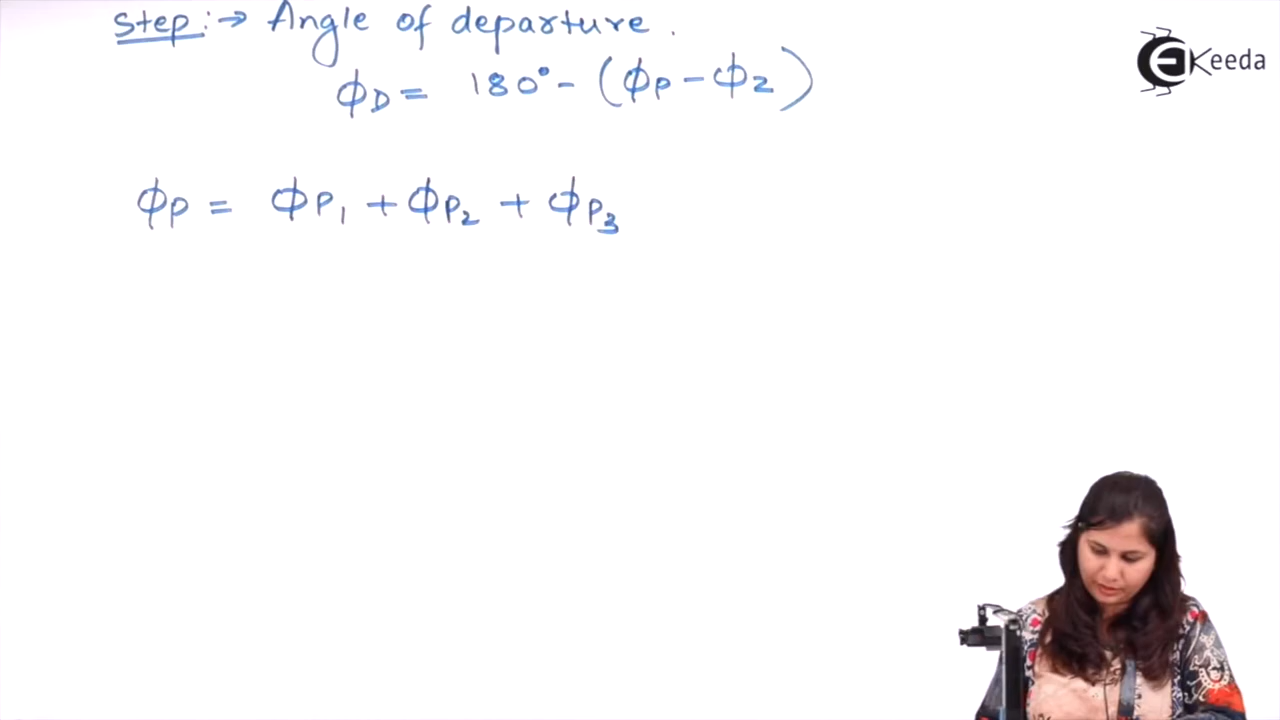 Step:→ Angle of departure.
EKeeda
ϕD = 180° - (ϕP - ϕZ)
ϕP = ϕP₁ + ϕP₂ + ϕP₃